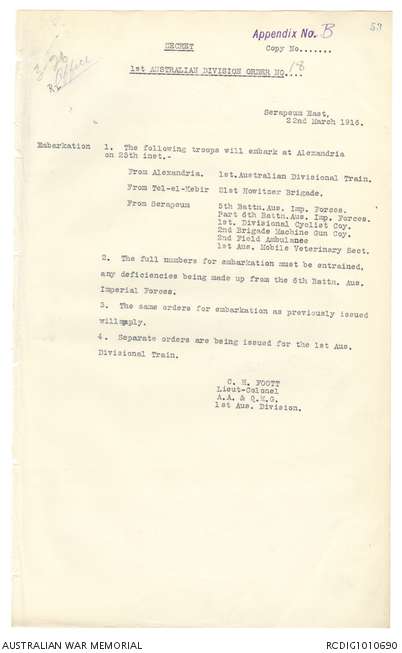 Appendix No. B
53
SECRET
Copy No.......
Office
1st AUSTRALIAN DIVISION ORDER NO. 18
Serapeum East,
22nd March 1916.
Embarkation 1. The following troops will embark at Alexandria
on 25th inst.-
From Alexandria. 1st.Australian Divisional Train.
From Tel-el-Kebir 21st Howitzer Brigade.
From Serapeum 5th Battn.Aus. Imp. Forces.
Part 6th Battn.Aus. Imp. Forces.
1st. Divisional Cyclist Coy.
2nd Brigade Machine Gun Coy.
2nd Field Ambulance
1st Aus. Mobile Veterinary Sect.
2. The full numbers for embarkation must be entrained,
any deficiencies being made up from the 6th Battn. Aus.
Imperial Forces.
3. The same orders for embarkation as previously issued
will apply.
4. Separate orders are being issued for the 1st Aus.
Divisional Train.
C. H. FOOTT
Lieut-Colonel
A.A. & Q.M.G.
1st Aus. Division.
AUSTRALIAN WAR MEMORIAL
RCDIG1010690